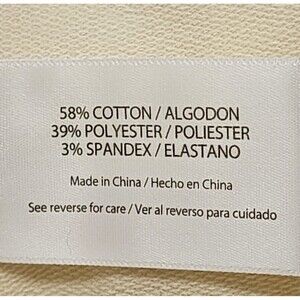 58% COTTON / ALGODON
39% POLYESTER / POLIESTER
3% SPANDEX / ELASTANO
Made in China / Hecho en China
See reverse for care / Ver al reverso para cuidado